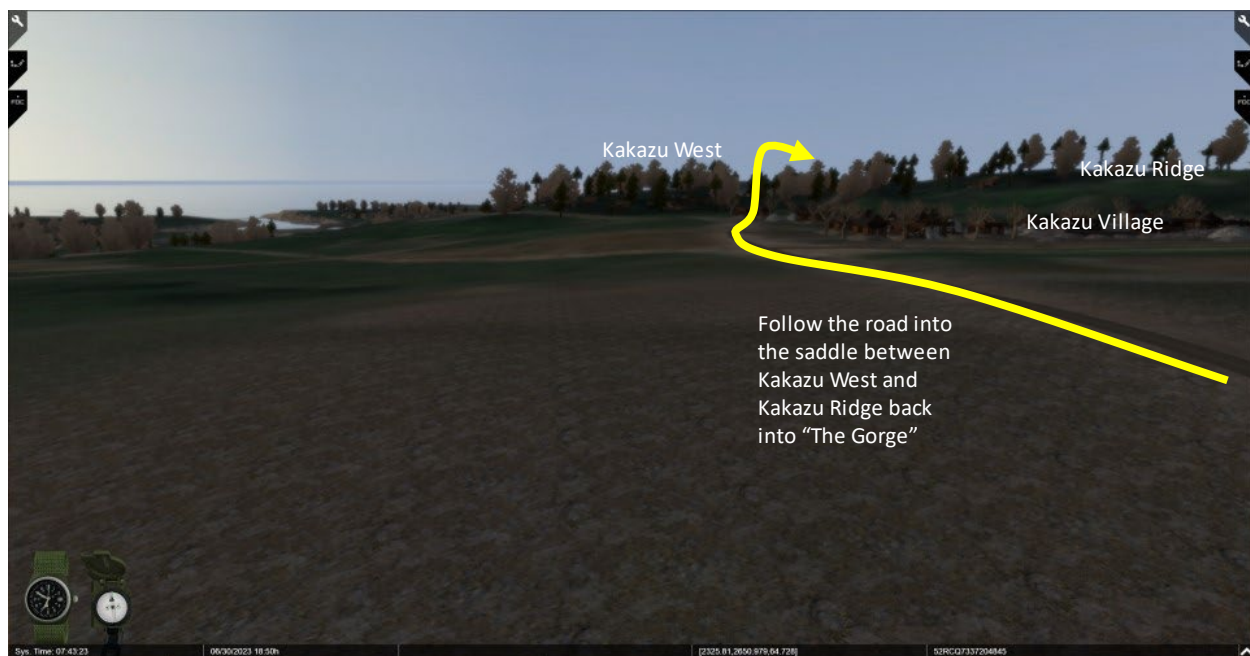 Kakazu West
Kakazu Ridge
Kakazu Village
Follow the road into
the saddle between
Kakazu West and
Kakazu Ridge back
into “The Gorge”
FDC
FDC
Sys. Time: 07:43:23
06/30/2023 18:50h
[2325.81,2650.979,64.728]
52RCQ7337204845